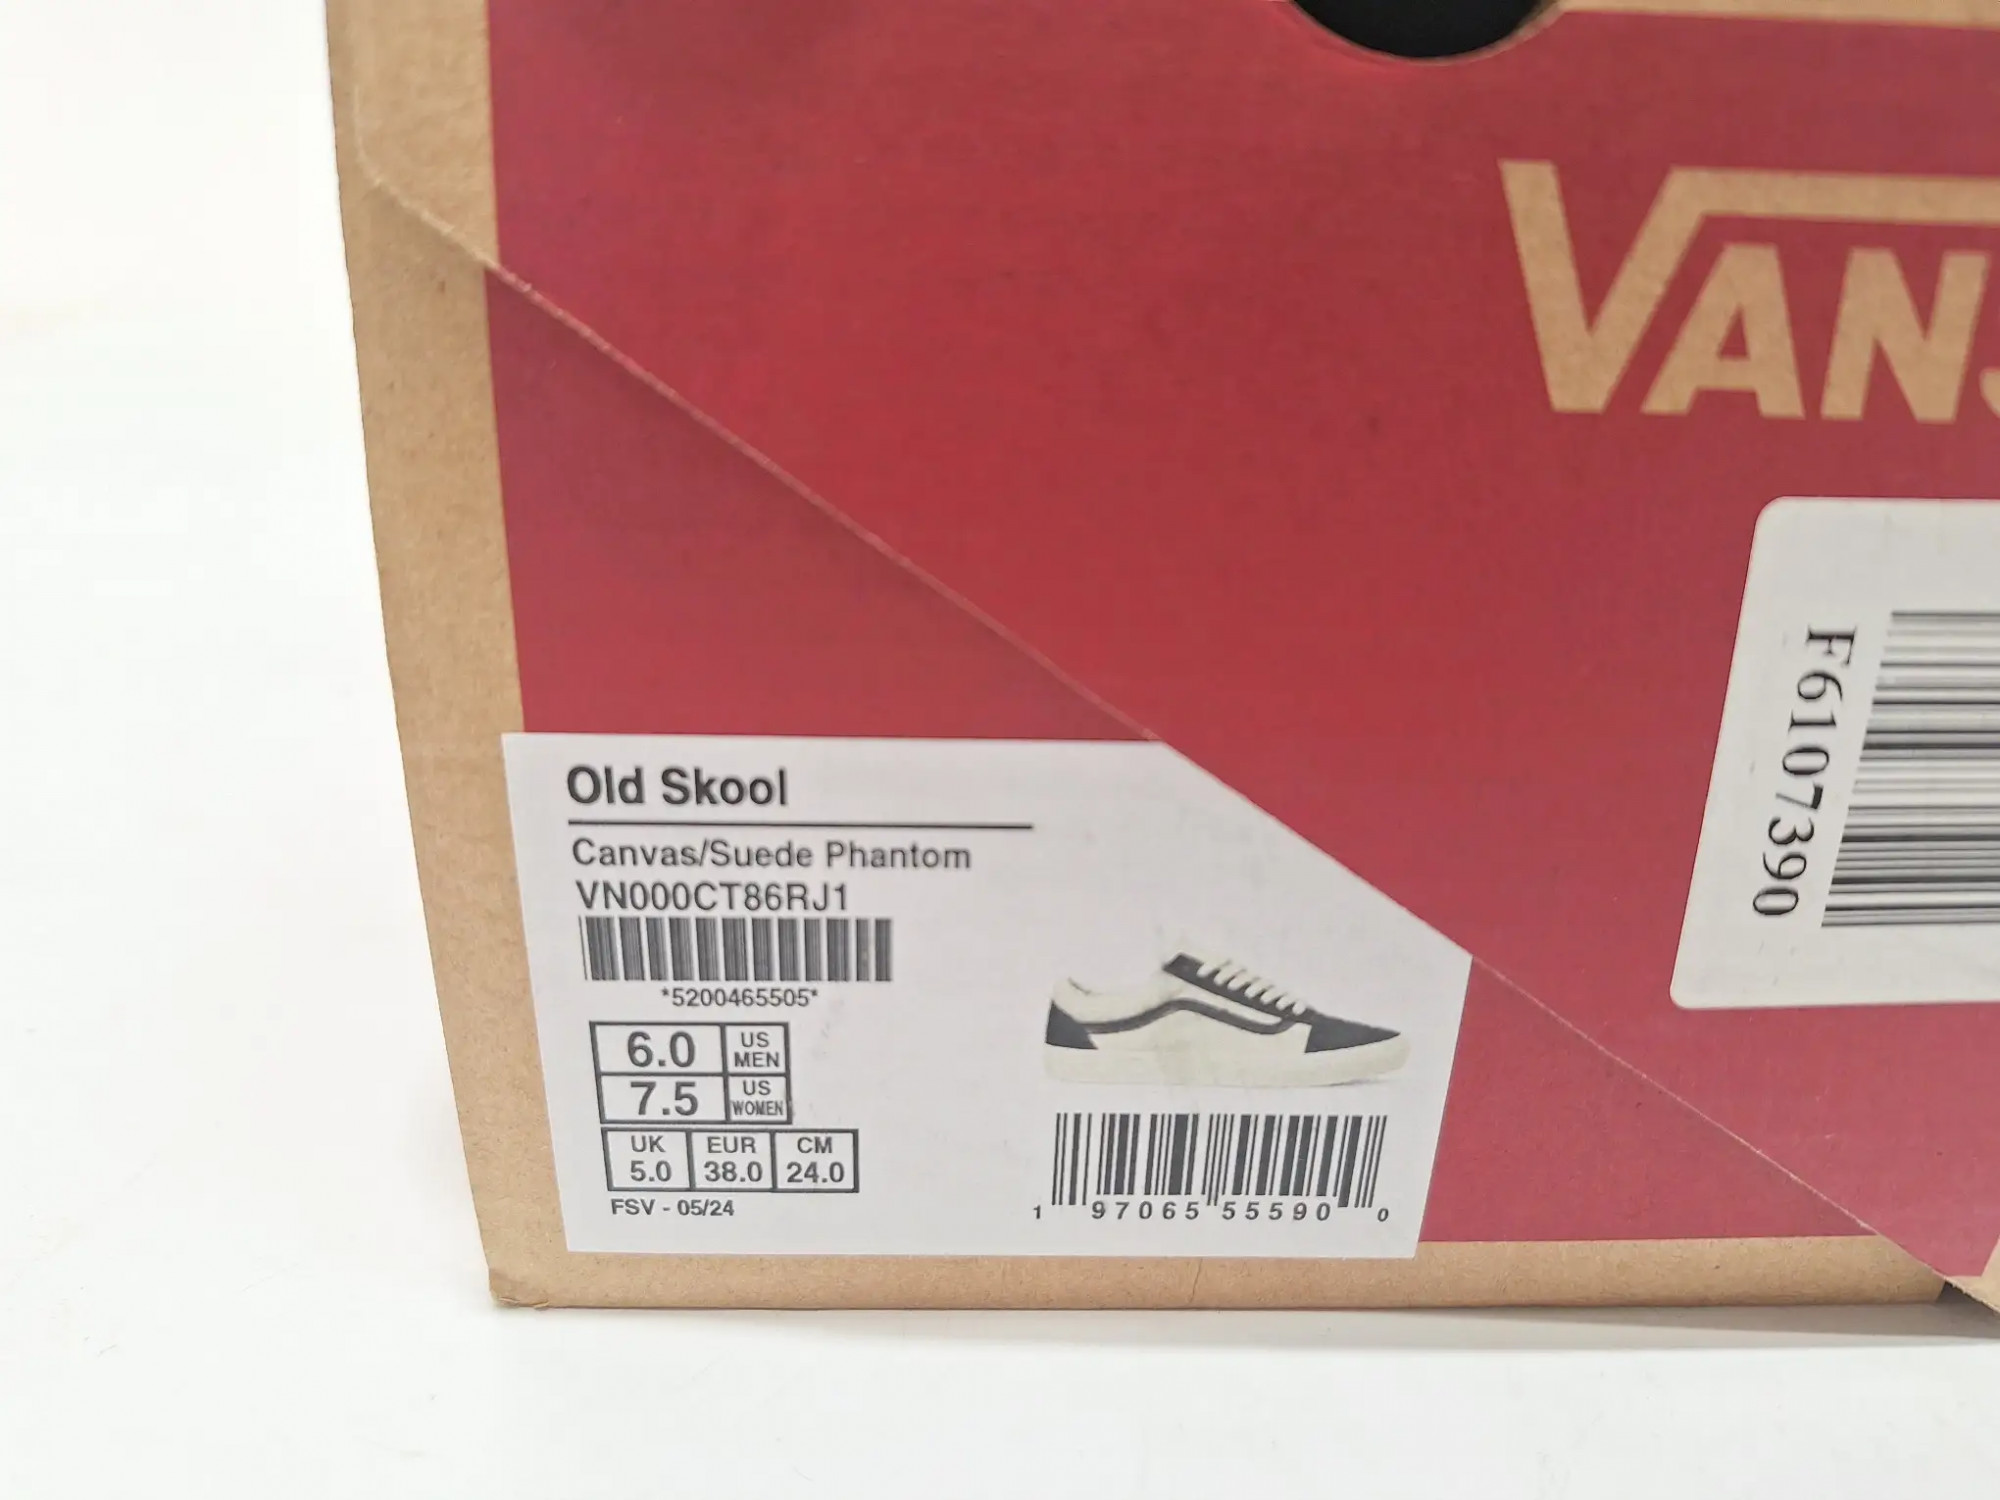 VANS
F6107390
Old Skool
Canvas/Suede Phantom
VN000CT86RJ1
*5200465505*
6.0 US MEN
7.5 US WOMEN
UK EUR CM
5.0 38.0 24.0
FSV - 05/24
1 97065 55590 0